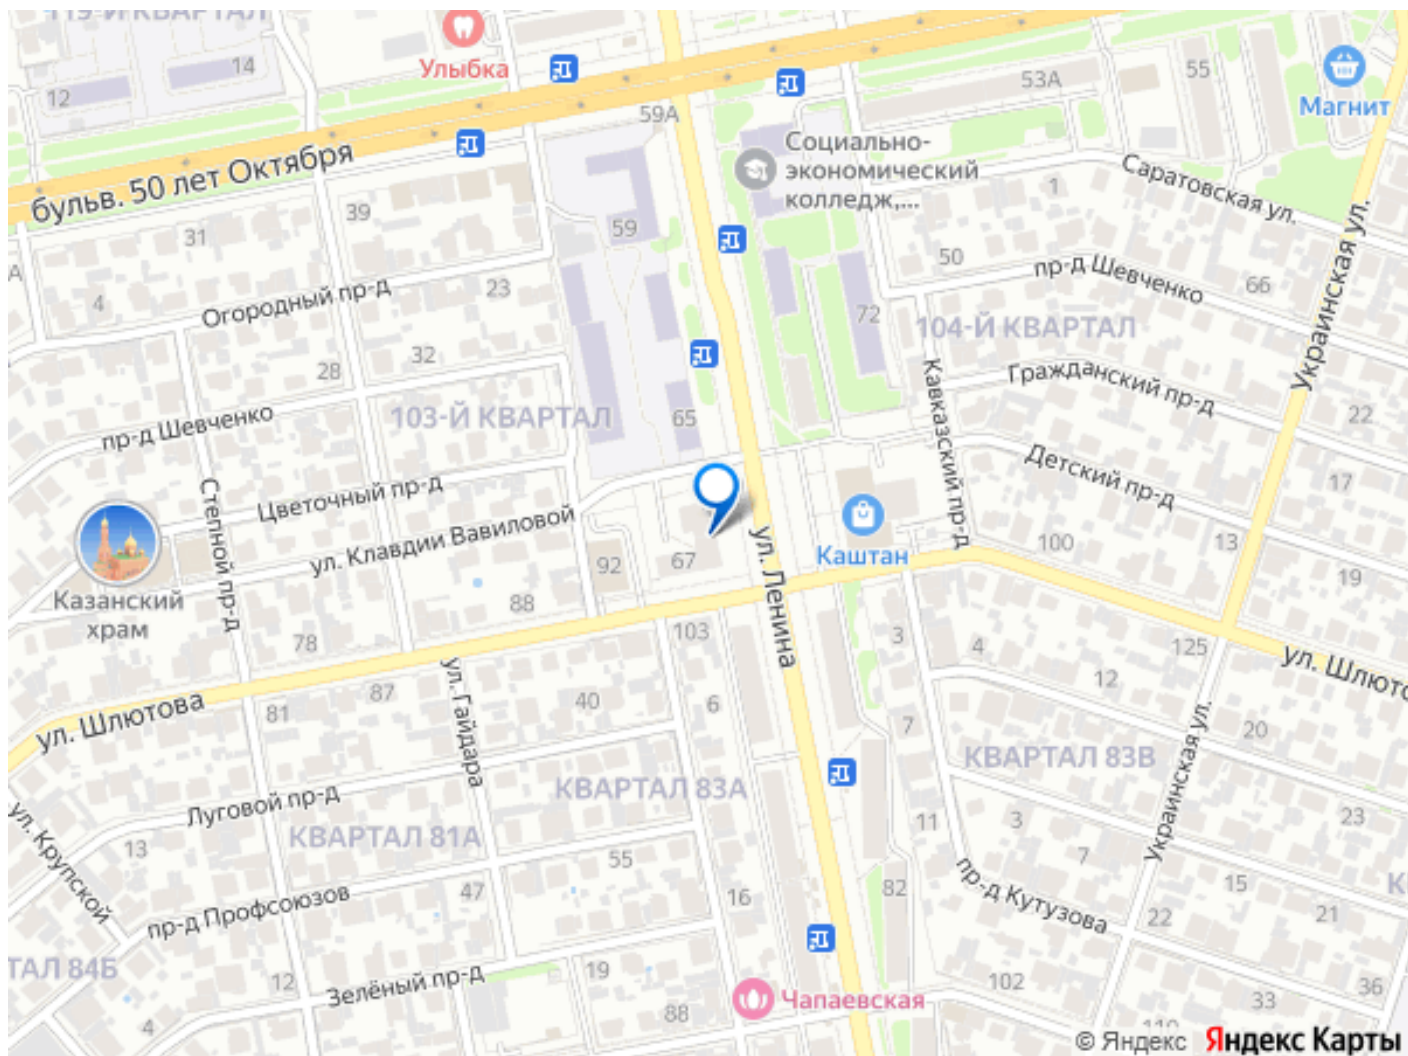 119-Й КВАРТАЛ
Улыбка
14
12
59А
53А
55
Магнит
бульв. 50 лет Октября
Социально-
экономический
колледж,...
1
Саратовская ул.
39
31
59
50
пр-д Шевченко
66
Украинская ул.
А
4
Огородный пр-д
23
72
104-Й КВАРТАЛ
32
28
Гражданский пр-д
Кавказский пр-д
22
пр-д Шевченко
103-Й КВАРТАЛ
65
Детский пр-д
17
Степной пр-д
Цветочный пр-д
ул. Клавдии Вавиловой
ул. Ленина
Каштан
100
13
19
67
92
88
Казанский
храм
78
103
3
4
125
ул. Шлютова
ул. Шлюто
12
87
81
ул. Гайдара
40
6
7
20
Украинская ул.
КВАРТАЛ 83А
КВАРТАЛ 83В
Луговой пр-д
КВАРТАЛ 81А
ул. Крупской
13
11
3
23
7
55
47
82
15
К
16
пр-д Кутузова
21
22
пр-д Профсоюзов
ТАЛ 84Б
12
Зелёный пр-д
19
102
36
Чапаевская
33
4
88
110
© Яндекс Яндекс Карты